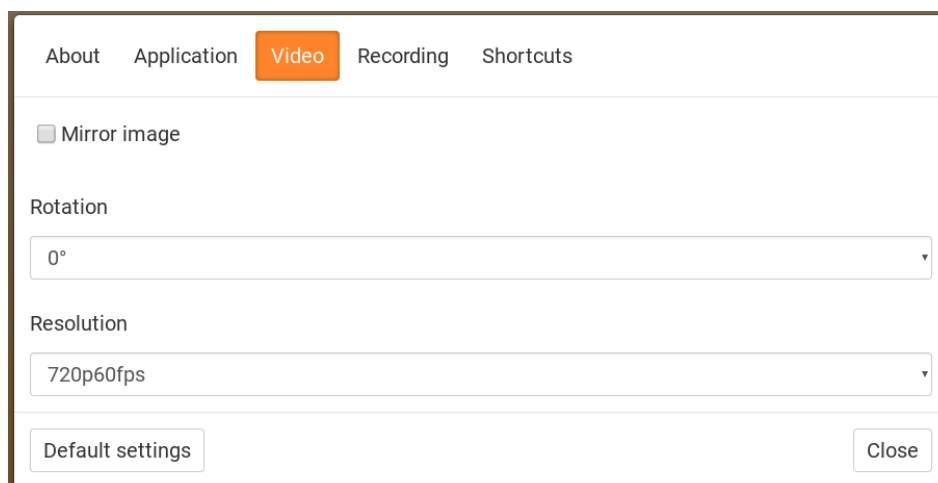 About Application Video Recording Shortcuts
Mirror image
Rotation
0°
Resolution
720p60fps
Default settings Close